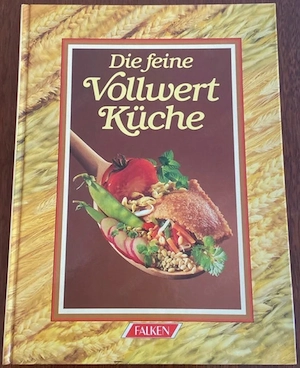 Die feine
Vollwert
Küche
FALKEN